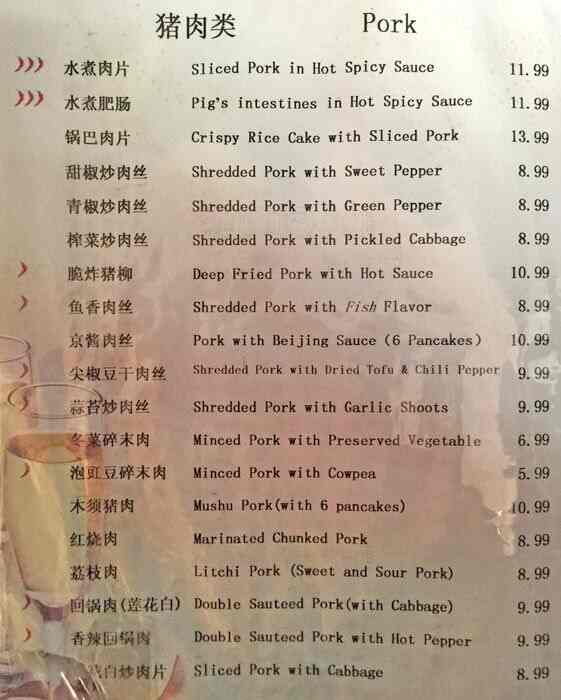 猪肉类 Pork
水煮肉片 Sliced Pork in Hot Spicy Sauce 11.99
水煮肥肠 Pig's intestines in Hot Spicy Sauce 11.99
锅巴肉片 Crispy Rice Cake with Sliced Pork 13.99
甜椒炒肉丝 Shredded Pork with Sweet Pepper 8.99
青椒炒肉丝 Shredded Pork with Green Pepper 8.99
榨菜炒肉丝 Shredded Pork with Pickled Cabbage 8.99
脆炸猪柳 Deep Fried Pork with Hot Sauce 10.99
鱼香肉丝 Shredded Pork with Fish Flavor 8.99
京酱肉丝 Pork with Beijing Sauce (6 Pancakes) 10.99
尖椒豆干肉丝 Shredded Pork with Dried Tofu & Chili Pepper 9.99
蒜苔炒肉丝 Shredded Pork with Garlic Shoots 9.99
冬菜碎末肉 Minced Pork with Preserved Vegetable 6.99
泡豇豆碎末肉 Minced Pork with Cowpea 5.99
木须猪肉 Mushu Pork(with 6 pancakes) 10.99
红烧肉 Marinated Chunked Pork 8.99
荔枝肉 Litchi Pork (Sweet and Sour Pork) 8.99
回锅肉(莲花白) Double Sauteed Pork(with Cabbage) 9.99
香辣回锅肉 Double Sauteed Pork with Hot Pepper 9.99
白炒肉片 Sliced Pork with Cabbage 8.99